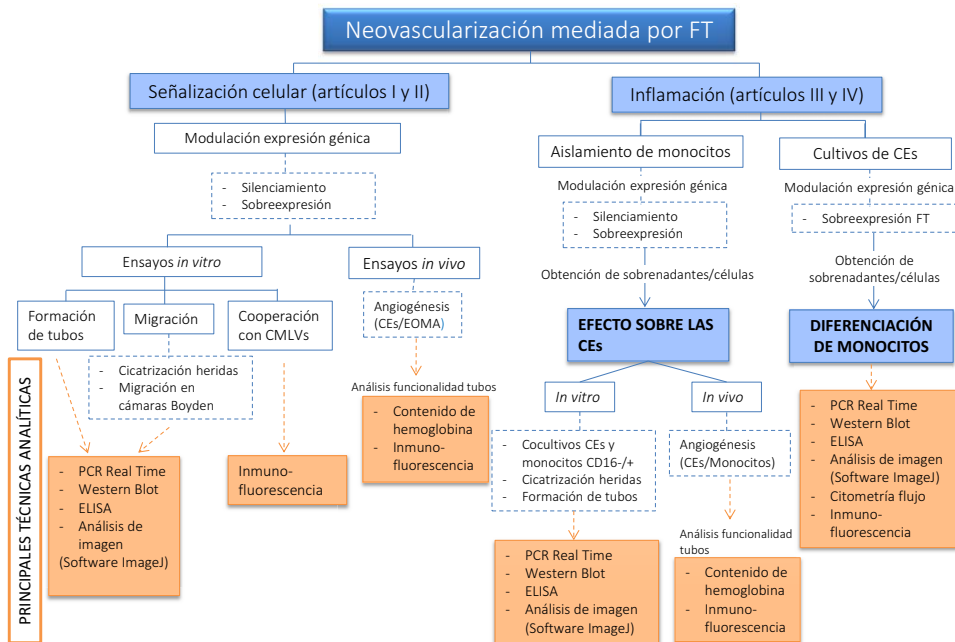 Neovascularización mediada por FT
Señalización celular (artículos I y II)
Modulación expresión génica
- Silenciamiento
- Sobreexpresión
Ensayos in vitro
Ensayos in vivo
Formación
de tubos
Migración
Cooperación
con CMLVs
Angiogénesis
(CEs/EOMA)
- Cicatrización heridas
- Migración en
cámaras Boyden
Análisis funcionalidad tubos
- Contenido de
hemoglobina
- Inmuno-
fluorescencia
- PCR Real Time
- Western Blot
- ELISA
- Análisis de
imagen
(Software ImageJ)
Inmuno-
fluorescencia
PRINCIPALES TÉCNICAS ANALÍTICAS
Inflamación (artículos III y IV)
Aislamiento de monocitos
Modulación expresión génica
- Silenciamiento
- Sobreexpresión
Obtención de sobrenadantes/células
EFECTO SOBRE LAS
CEs
In vitro
In vivo
- Cocultivos CEs y
monocitos CD16-/+
- Cicatrización heridas
- Formación de tubos
Angiogénesis
(CEs/Monocitos)
- PCR Real Time
- Western Blot
- ELISA
- Análisis de imagen
(Software ImageJ)
Análisis funcionalidad
tubos
- Contenido de
hemoglobina
- Inmuno-
fluorescencia
Cultivos de CEs
Modulación expresión génica
- Sobreexpresión FT
Obtención de
sobrenadantes/células
DIFERENCIACIÓN
DE MONOCITOS
- PCR Real Time
- Western Blot
- ELISA
- Análisis de imagen
(Software ImageJ)
- Citometría flujo
- Inmuno-
fluorescencia